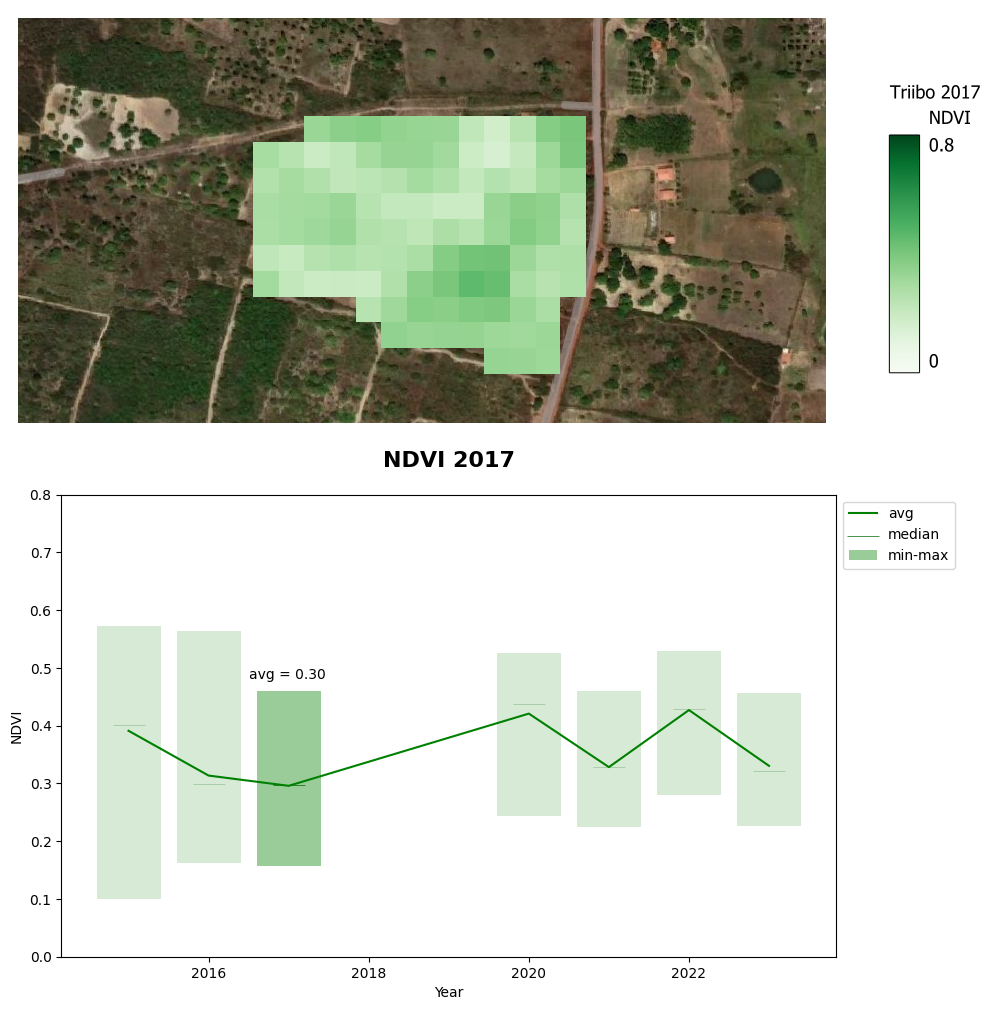 Triibo 2017
NDVI
0.8
0
NDVI 2017
0.8
0.7
0.6
0.5
0.4
0.3
0.2
0.1
0.0
NDVI
avg = 0.30
avg
median
min-max
2016
2018
2020
2022
Year